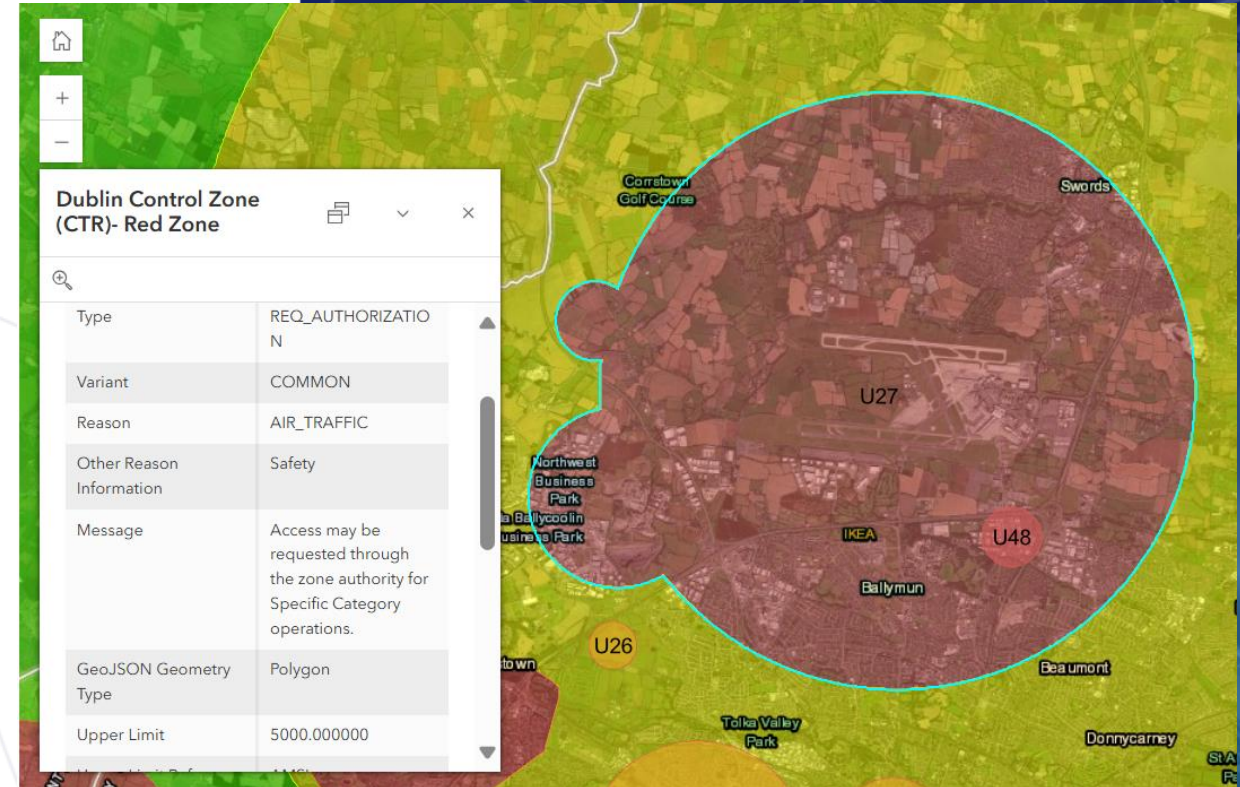 Dublin Control Zone
(CTR)- Red Zone
Type
REQ_AUTHORIZATIO
N
Variant
COMMON
Reason
AIR_TRAFFIC
Other Reason
Information
Safety
Message
Access may be
requested through
the zone authority for
Specific Category
operations.
GeoJSON Geometry
Type
Polygon
Upper Limit
5000.000000
Corrstown
Golf Course
Swords
U27
Northwest
Business
Park
Ballycoolin
Park
IKEA
U48
Ballymun
U26
Beaumont
Tolka Valley
Park
Donnycarney